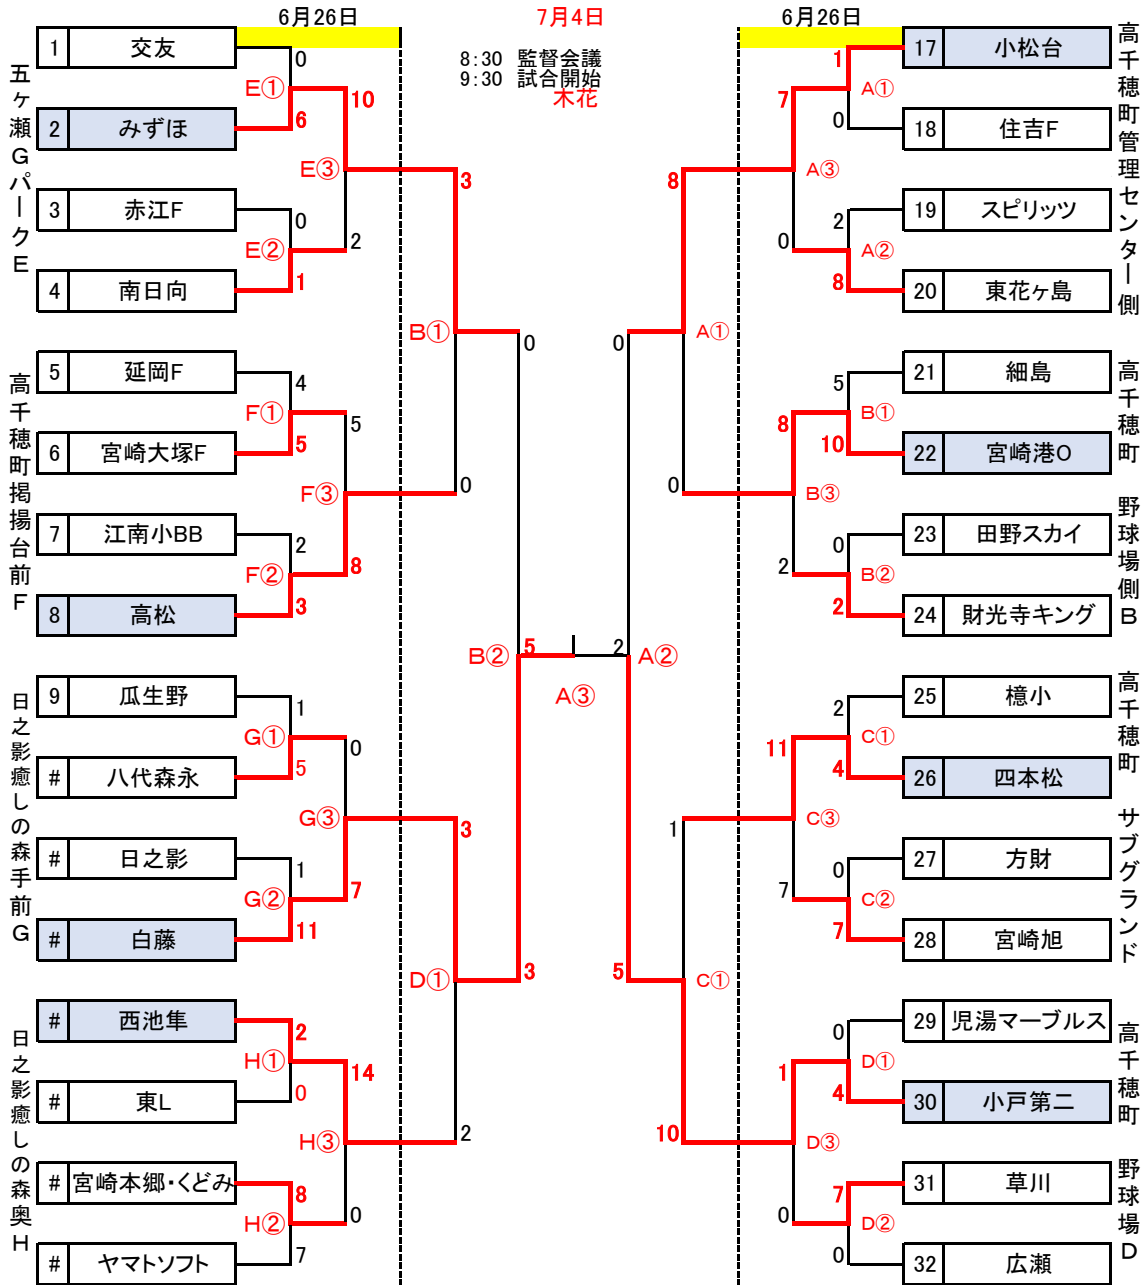 6月26日
7月4日
6月26日
8:30 監督会議
9:30 試合開始
木花
五ヶ瀬GパークE
1 交友
0
E①
10
2 みずほ
6
E③
3
3 赤江F
0
E②
2
4 南日向
1
B①
0
高千穂町掲揚台前F
5 延岡F
4
F①
5
6 宮崎大塚F
5
F③
0
7 江南小BB
2
F②
8
8 高松
3
B②
5
日之影癒しの森手前G
9 瓜生野
1
G①
0
# 八代森永
5
G③
3
# 日之影
1
G②
7
# 白藤
11
D①
3
日之影癒しの森奥H
# 西池隼
2
H①
14
# 東L
0
H③
2
# 宮崎本郷・くどみ
8
H②
0
# ヤマトソフト
7
A③
高千穂町管理センター側
17 小松台
1
A①
7
18 住吉F
0
A③
8
19 スピリッツ
2
A②
0
20 東花ヶ島
8
A①
0
高千穂町
野球場側B
21 細島
5
B①
8
22 宮崎港O
10
B③
0
23 田野スカイ
0
B②
2
24 財光寺キング
2
A②
2
高千穂町
サブグランド
25 檍小
2
C①
11
26 四本松
4
C③
1
27 方財
0
C②
7
28 宮崎旭
7
C①
5
高千穂町
野球場D
29 児湯マーブルス
0
D①
1
30 小戸第二
4
D③
10
31 草川
7
D②
0
32 広瀬
0